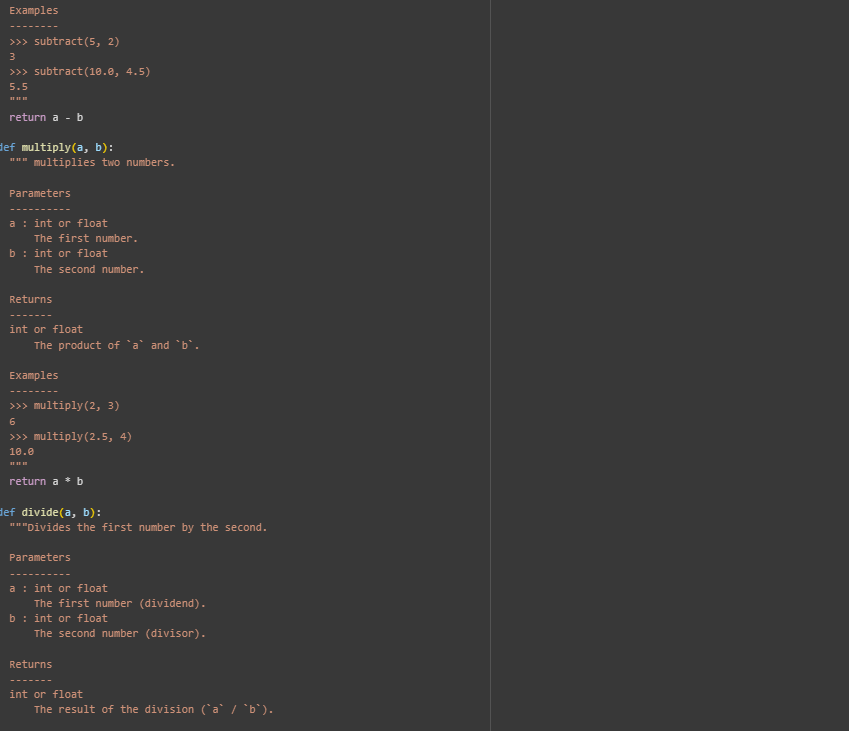 Examples
--------
>>> subtract(5, 2)
3
>>> subtract(10.0, 4.5)
5.5
"""
return a - b
def multiply(a, b):
""" multiplies two numbers.
Parameters
----------
a : int or float
The first number.
b : int or float
The second number.
Returns
-------
int or float
The product of `a` and `b`.
Examples
--------
>>> multiply(2, 3)
6
>>> multiply(2.5, 4)
10.0
"""
return a * b
def divide(a, b):
"""Divides the first number by the second.
Parameters
----------
a : int or float
The first number (dividend).
b : int or float
The second number (divisor).
Returns
-------
int or float
The result of the division (`a` / `b`).